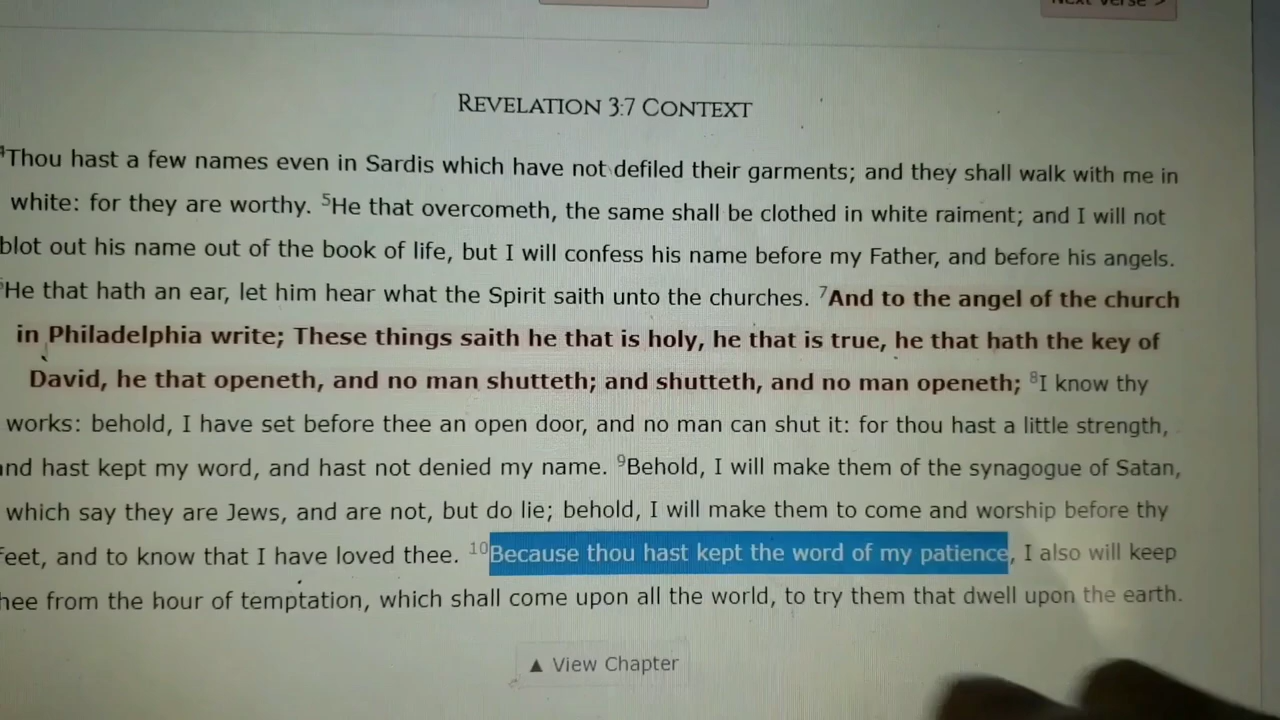 Next Verse >
REVELATION 3:7 CONTEXT
4Thou hast a few names even in Sardis which have not defiled their garments; and they shall walk with me in
white: for they are worthy. 5He that overcometh, the same shall be clothed in white raiment; and I will not
blot out his name out of the book of life, but I will confess his name before my Father, and before his angels.
He that hath an ear, let him hear what the Spirit saith unto the churches. 7And to the angel of the church
in Philadelphia write; These things saith he that is holy, he that is true, he that hath the key of
David, he that openeth, and no man shutteth; and shutteth, and no man openeth; 8I know thy
works: behold, I have set before thee an open door, and no man can shut it: for thou hast a little strength,
and hast kept my word, and hast not denied my name. 9Behold, I will make them of the synagogue of Satan,
which say they are Jews, and are not, but do lie; behold, I will make them to come and worship before thy
feet, and to know that I have loved thee. 10Because thou hast kept the word of my patience, I also will keep
thee from the hour of temptation, which shall come upon all the world, to try them that dwell upon the earth.
▲ View Chapter